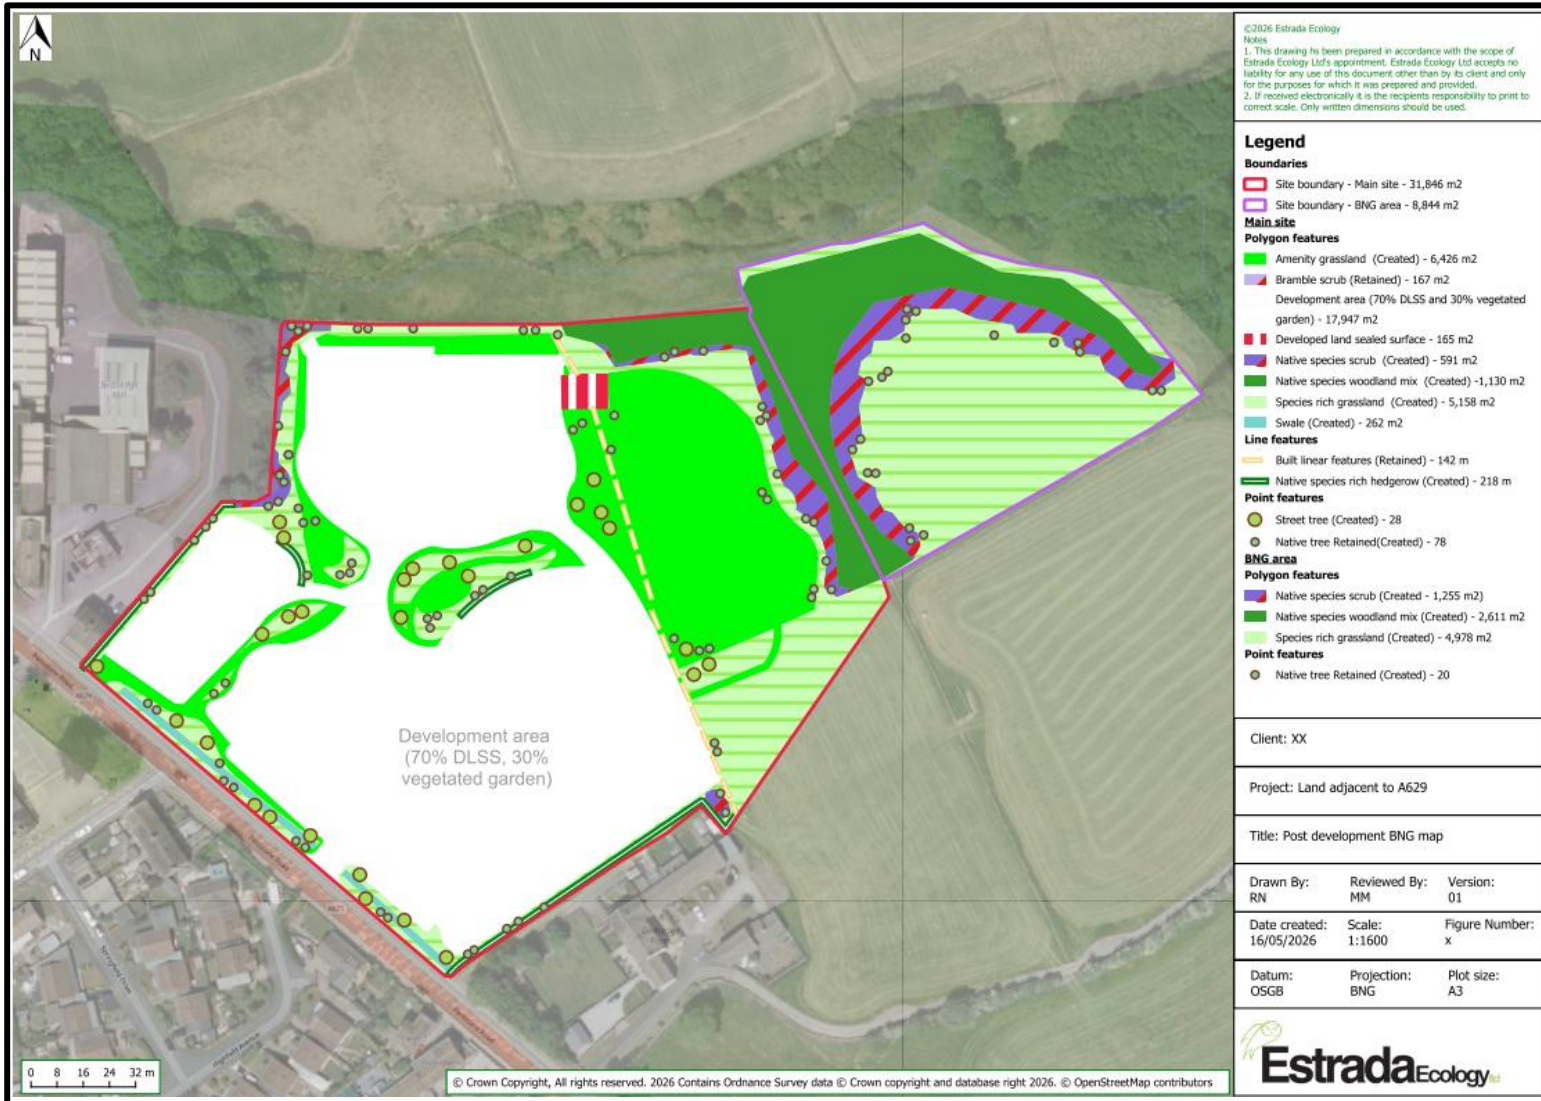 N
©2026 Estrada Ecology
Notes
1. This drawing hs been prepared in accordance with the scope of
Estrada Ecology Ltd's appointment. Estrada Ecology Ltd accepts no
liability for any use of this document other than by its client and only
for the purposes for which it was prepared and provided.
2. If received electronically it is the recipients responsibility to print to
correct scale. Only written dimensions should be used.
Legend
Boundaries
Site boundary - Main site - 31,846 m2
Site boundary - BNG area - 8,844 m2
Main site
Polygon features
Amenity grassland (Created) - 6,426 m2
Bramble scrub (Retained) - 167 m2
Development area (70% DLSS and 30% vegetated
garden) - 17,947 m2
Developed land sealed surface - 165 m2
Native species scrub (Created) - 591 m2
Native species woodland mix (Created) -1,130 m2
Species rich grassland (Created) - 5,158 m2
Swale (Created) - 262 m2
Line features
Built linear features (Retained) - 142 m
Native species rich hedgerow (Created) - 218 m
Point features
Street tree (Created) - 28
Native tree Retained(Created) - 78
BNG area
Polygon features
Native species scrub (Created - 1,255 m2)
Native species woodland mix (Created) - 2,611 m2
Species rich grassland (Created) - 4,978 m2
Point features
Native tree Retained (Created) - 20
Client: XX
Project: Land adjacent to A629
Title: Post development BNG map
Drawn By: Reviewed By: Version:
RN MM 01
Date created: Scale: Figure Number:
16/05/2026 1:1600 x
Datum: Projection: Plot size:
OSGB BNG A3
Estrada Ecology ltd
Development area
(70% DLSS, 30%
vegetated garden)
A629
0 8 16 24 32 m
© Crown Copyright, All rights reserved. 2026 Contains Ordnance Survey data © Crown copyright and database right 2026. © OpenStreetMap contributors